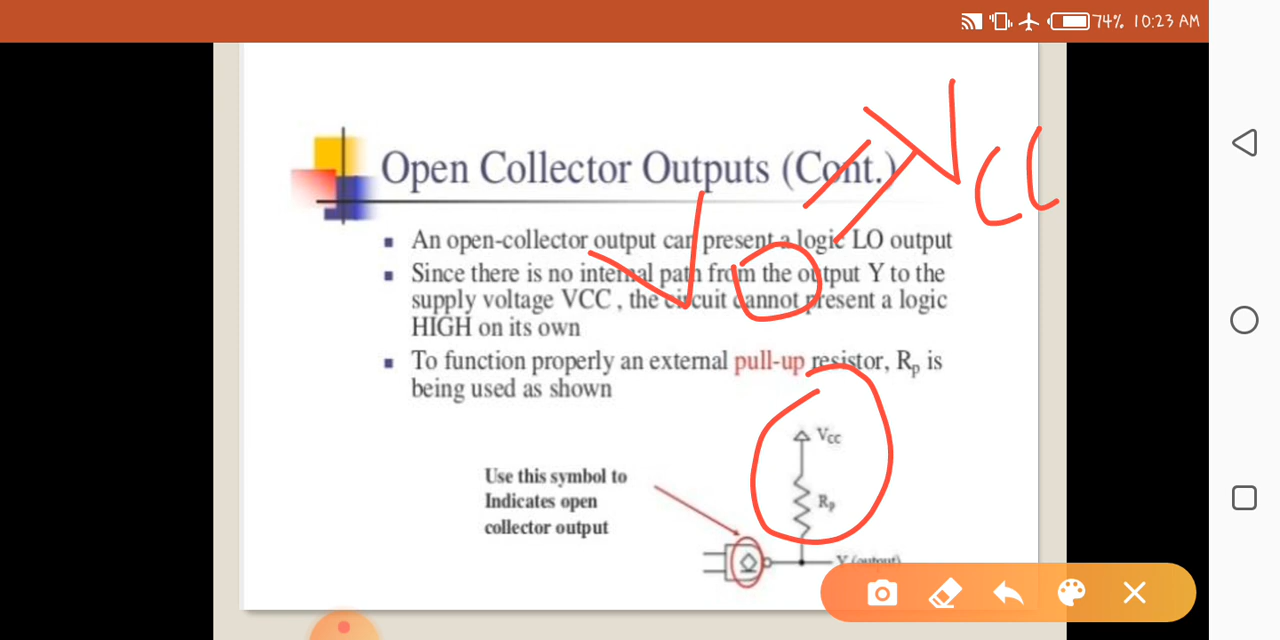 74% 10:23 AM
Open Collector Outputs (Cont.)
An open-collector output can present a logic LO output
Since there is no internal path from the output Y to the
supply voltage VCC , the circuit cannot present a logic
HIGH on its own
To function properly an external pull-up resistor, Rp is
being used as shown
Vcc
Use this symbol to
Indicates open
collector output
Rp
Y (output)
Vo = Vcc